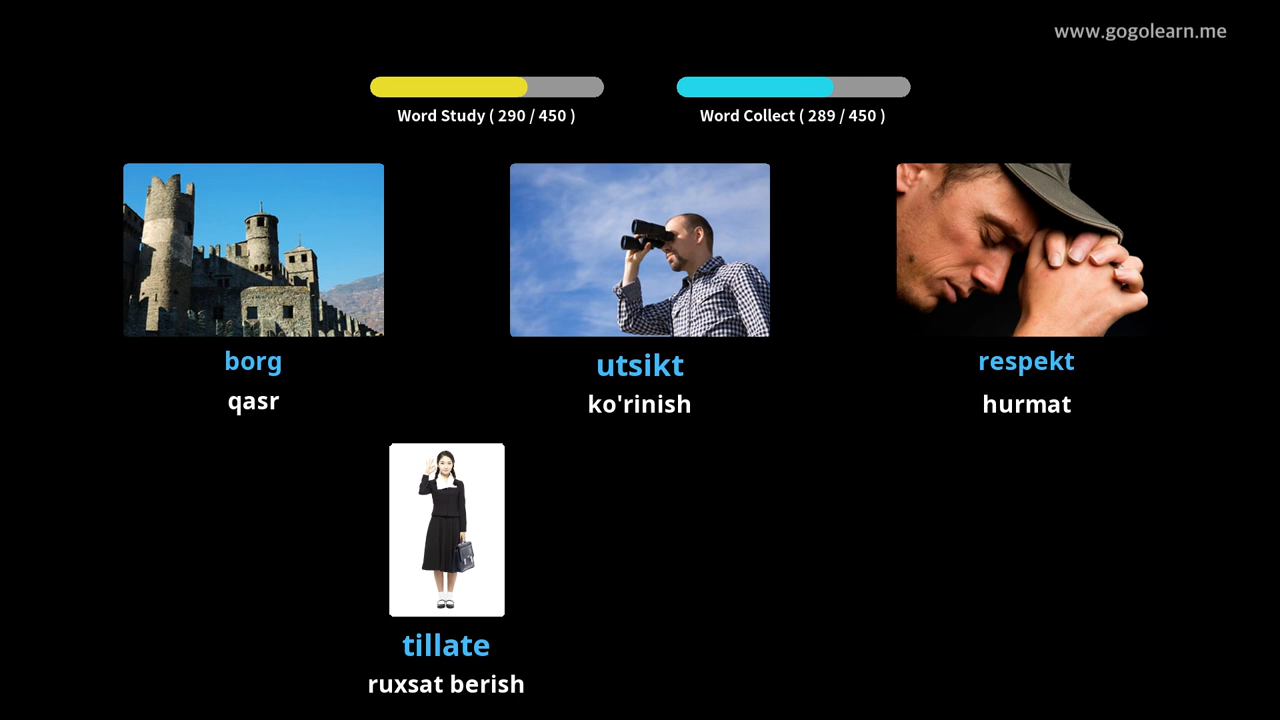 www.gogolearn.me
Word Study ( 290 / 450 )
Word Collect ( 289 / 450 )
borg
utsikt
respekt
qasr
ko'rinish
hurmat
tillate
ruxsat berish